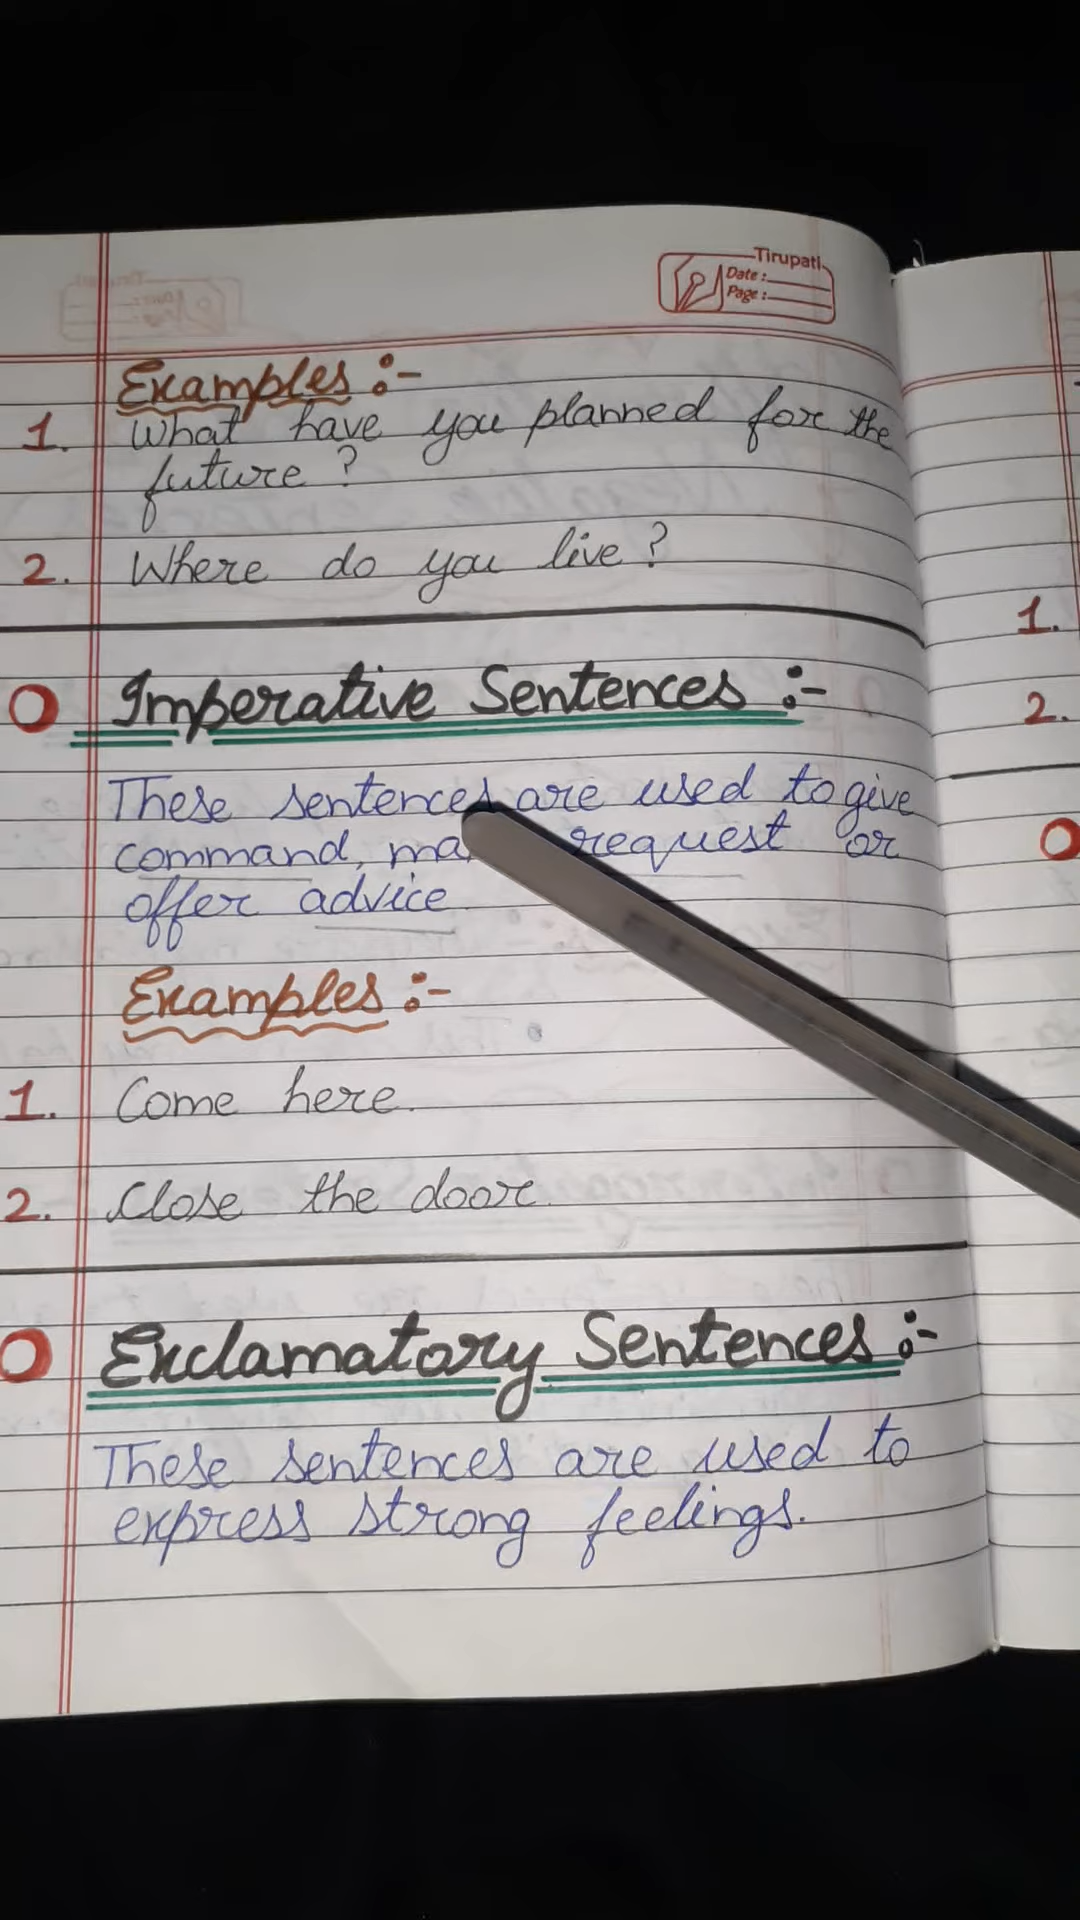 Tirupati
Date :
Page :
Examples :-
1. What have you planned for the
future ?
2. Where do you live ?
Imperative Sentences :-
These sentences are used to give
command, request or
offer advice
Examples :-
1. Come here.
2. Close the door.
Exclamatory Sentences :-
These sentences are used to
express strong feelings.
1.
2.